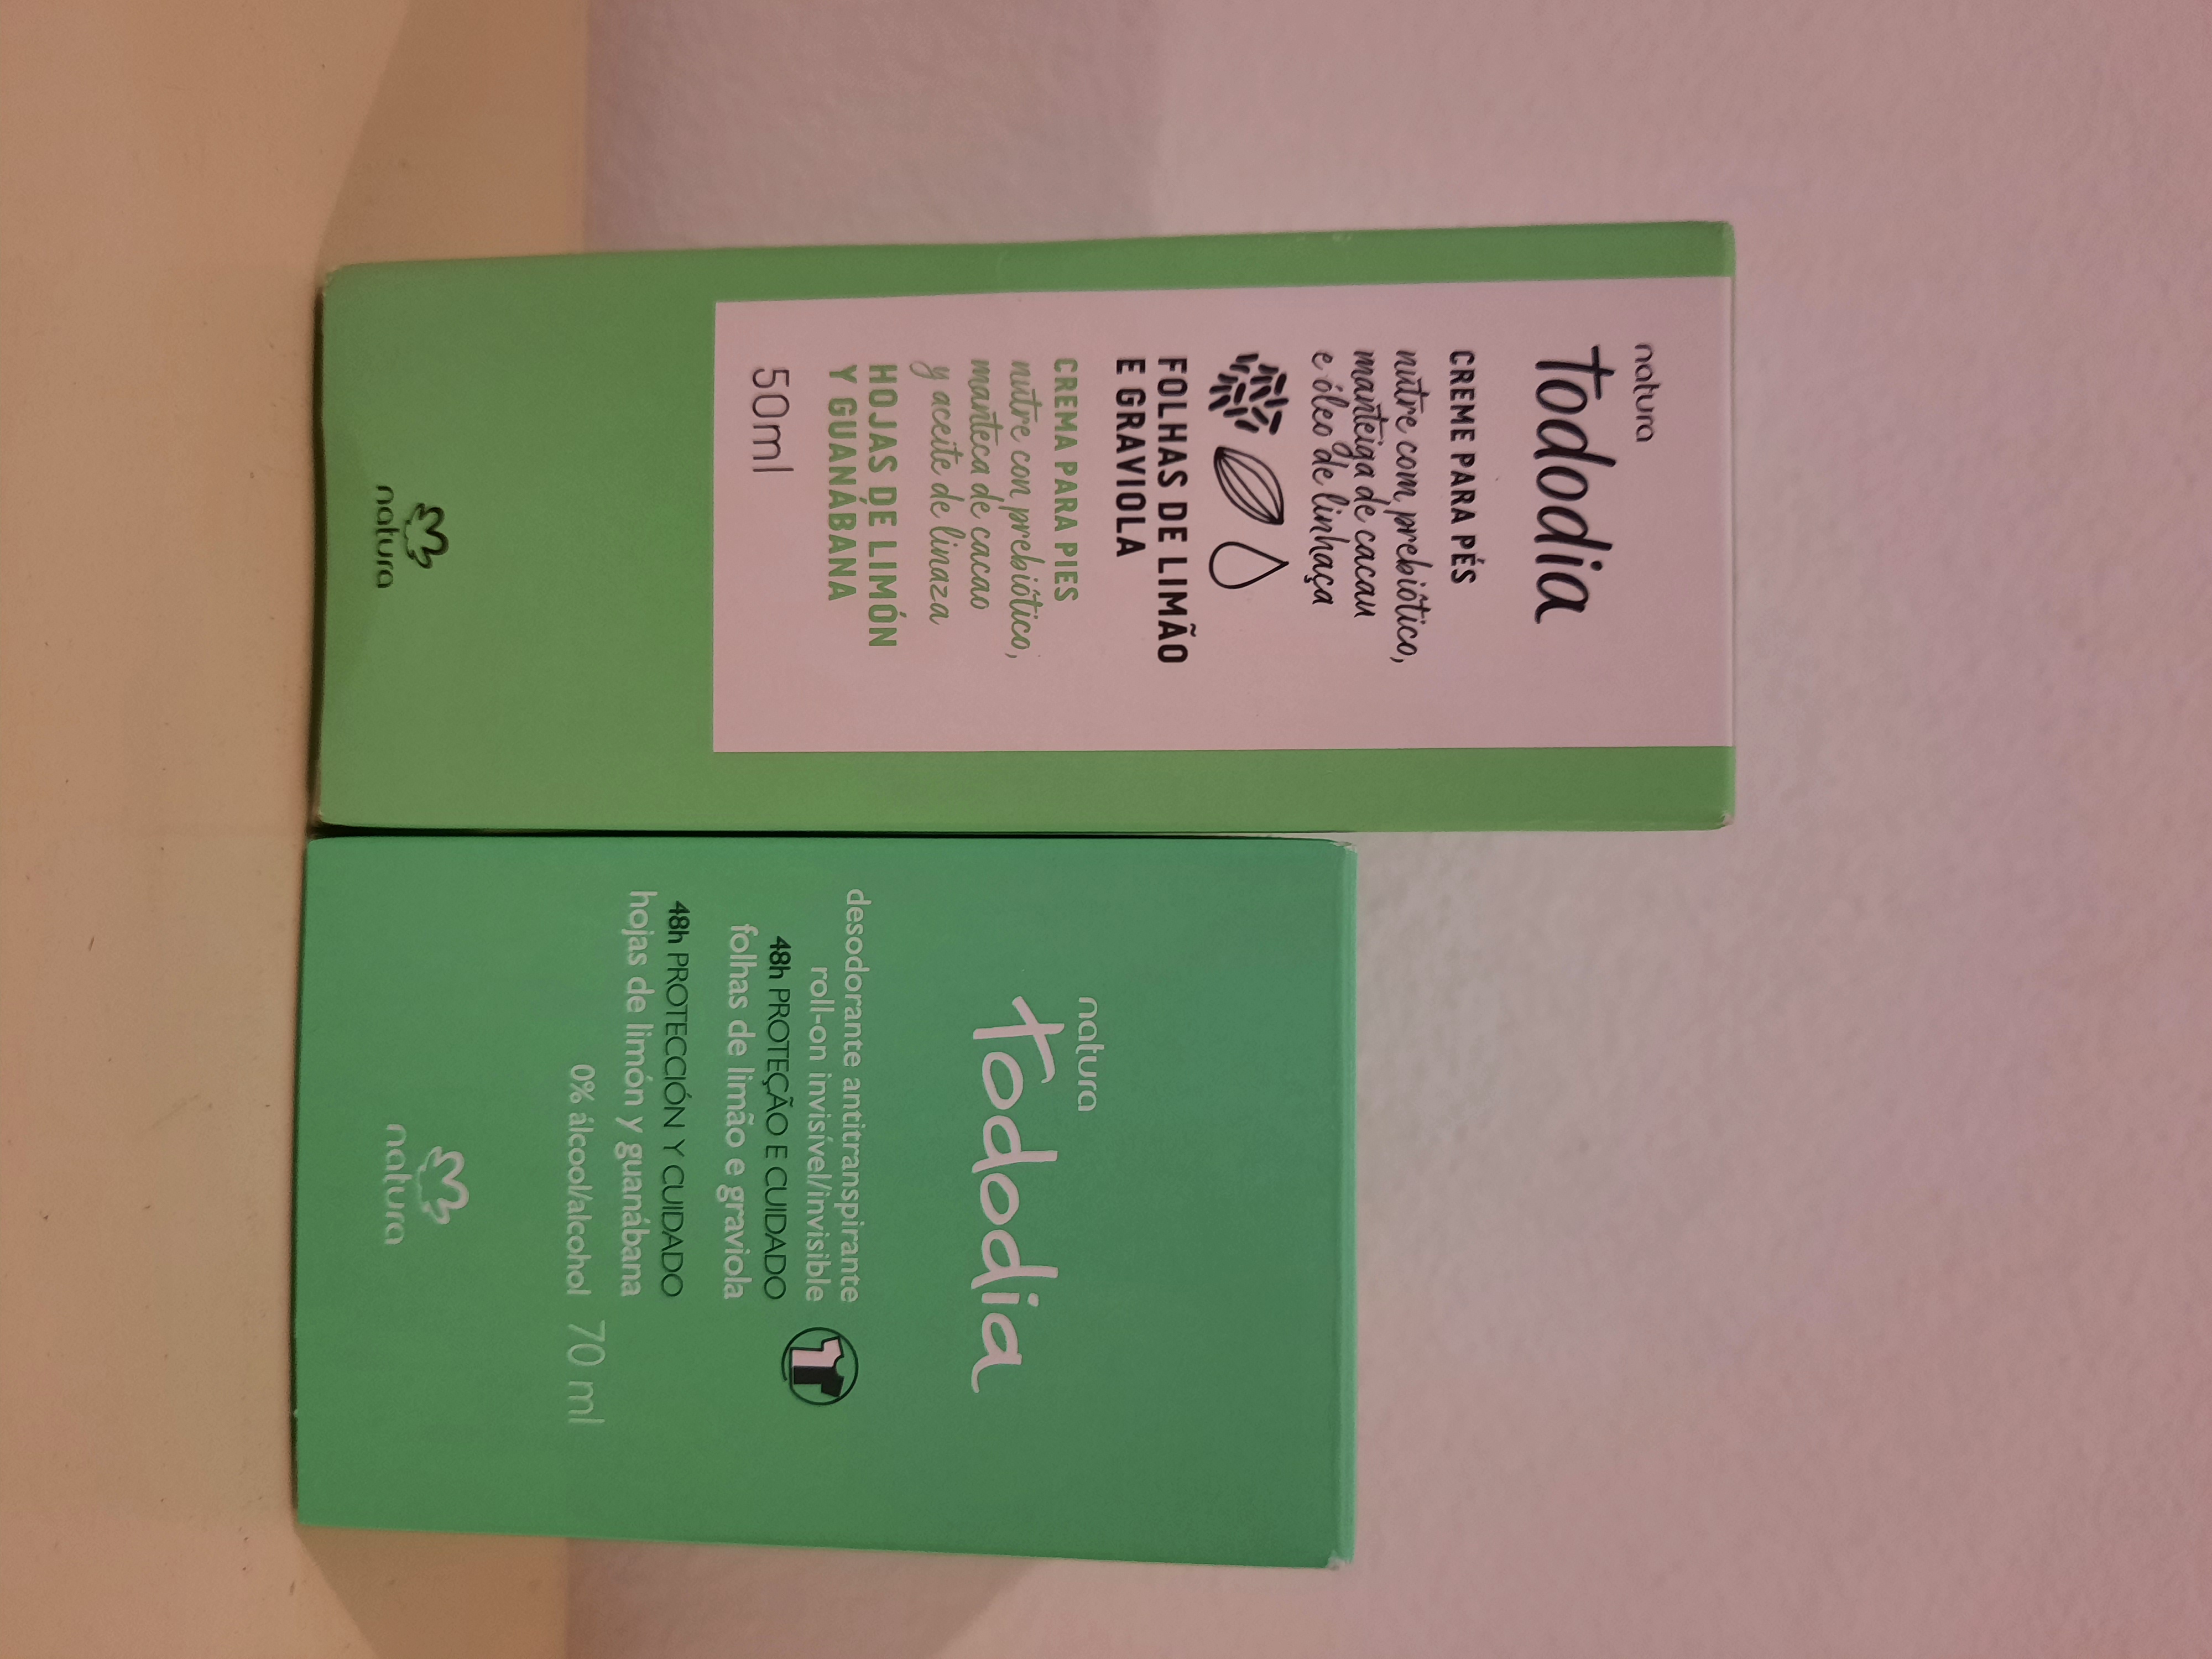 natura
Tododia
CREME PARA PÉS
nutre com prebiótico,
manteiga de cacau
e óleo de linhaça
FOLHAS DE LIMÃO
E GRAVIOLA
CREMA PARA PIES
nutre con prebiótico,
manteca de cacao
y aceite de linaza
HOJAS DE LIMÓN
Y GUANÁBANA
50ml
natura
natura
Tododia
desodorante antitranspirante
roll-on invisível/invisible
48h PROTEÇÃO E CUIDADO
folhas de limão e graviola
48h PROTECCIÓN Y CUIDADO
hojas de limón y guanábana
0% álcool/alcohol 70 ml
natura